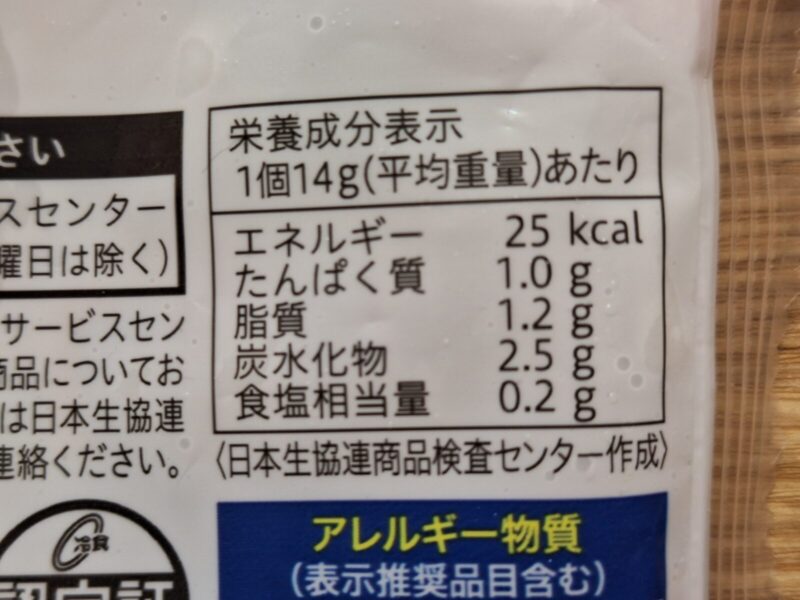 さい
スセンター
曜日は除く)
サービスセン
商品についてお
は日本生協連
連絡ください。
栄養成分表示
1個14g(平均重量)あたり
エネルギー 25 kcal
たんぱく質 1.0 g
脂質 1.2 g
炭水化物 2.5 g
食塩相当量 0.2 g
〈日本生協連商品検査センター作成〉
冷食
アレルギー物質
(表示推奨品目含む)